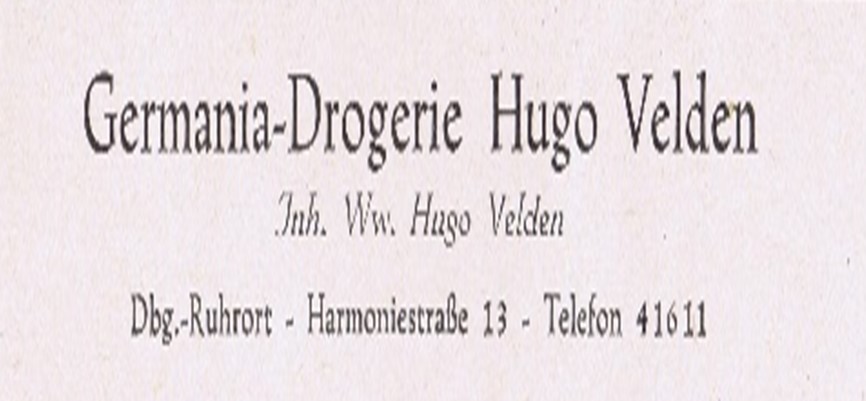 Germania-Drogerie Hugo Velden
Inh. Ww. Hugo Velden
Dbg.-Ruhrort - Harmoniestraße 13 - Telefon 41611